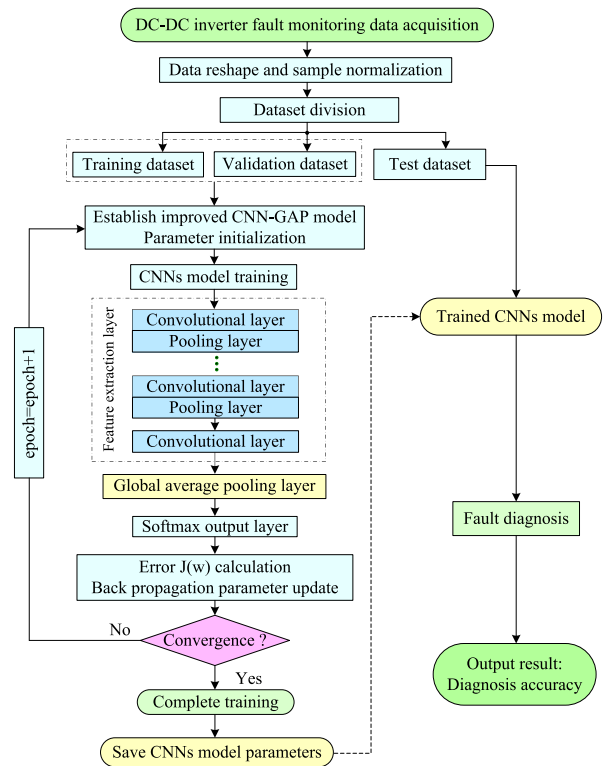 DC-DC inverter fault monitoring data acquisition
Data reshape and sample normalization
Dataset division
Training dataset
Validation dataset
Test dataset
Establish improved CNN-GAP model
Parameter initialization
CNNs model training
Feature extraction layer
Convolutional layer
Pooling layer
Convolutional layer
Pooling layer
Convolutional layer
epoch=epoch+1
Global average pooling layer
Softmax output layer
Error J(w) calculation
Back propagation parameter update
No
Convergence ?
Yes
Complete training
Save CNNs model parameters
Trained CNNs model
Fault diagnosis
Output result:
Diagnosis accuracy